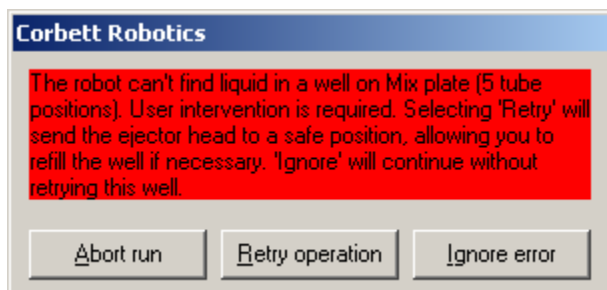 Corbett Robotics
The robot can't find liquid in a well on Mix plate (5 tube
positions). User intervention is required. Selecting 'Retry' will
send the ejector head to a safe position, allowing you to
refill the well if necessary. 'Ignore' will continue without
retrying this well.
Abort run Retry operation Ignore error